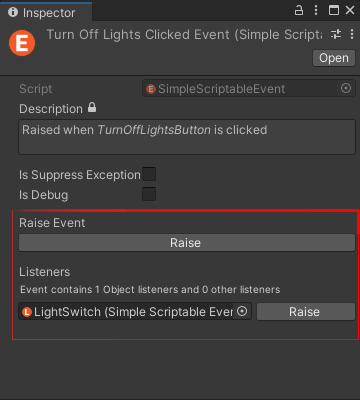 Inspector
E
Turn Off Lights Clicked Event (Simple Scripta
Open
Script
E SimpleScriptableEvent
Description
Raised when TurnOffLightsButton is clicked
Is Suppress Exception
Is Debug
Raise Event
Raise
Listeners
Event contains 1 Object listeners and 0 other listeners
L LightSwitch (Simple Scriptable Ever
Raise